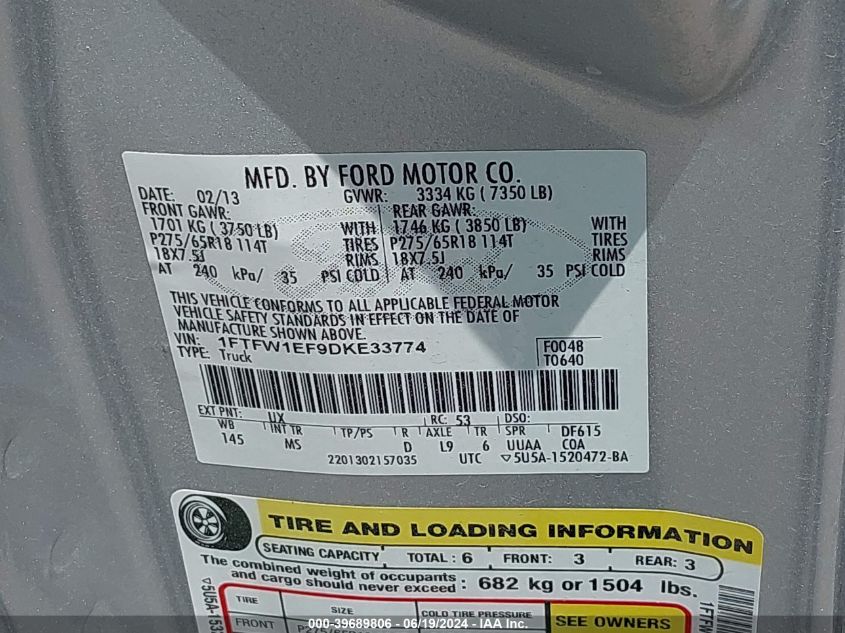 MFD. BY FORD MOTOR CO.
DATE: 02/13 GVWR: 3334 KG ( 7350 LB)
FRONT GAWR: REAR GAWR:
1701 KG ( 3750 LB) WITH 1746 KG ( 3850 LB) WITH
P275/65R18 114T TIRES P275/65R18 114T TIRES
18X7.5J RIMS 18X7.5J RIMS
AT 240 kPa/ 35 PSI COLD AT 240 kPa/ 35 PSI COLD
THIS VEHICLE CONFORMS TO ALL APPLICABLE FEDERAL MOTOR
VEHICLE SAFETY STANDARDS IN EFFECT ON THE DATE OF
MANUFACTURE SHOWN ABOVE.
VIN: 1FTFW1EF9DKE33774 F0048
TYPE: Truck T0640
EXT PNT: UX RC: 53 DSO:
WB INT TR TP/PS R AXLE TR SPR DF615
145 MS D L9 6 UUAA COA
2201302157035 UTC ▽5U5A-1520472-BA
TIRE AND LOADING INFORMATION
SEATING CAPACITY TOTAL: 6 FRONT: 3 REAR: 3
The combined weight of occupants
and cargo should never exceed : 682 kg or 1504 lbs.
TIRE SIZE COLD TIRE PRESSURE SEE OWNERS
FRONT
000-39689806 - 06/19/2024 - IAA Inc.